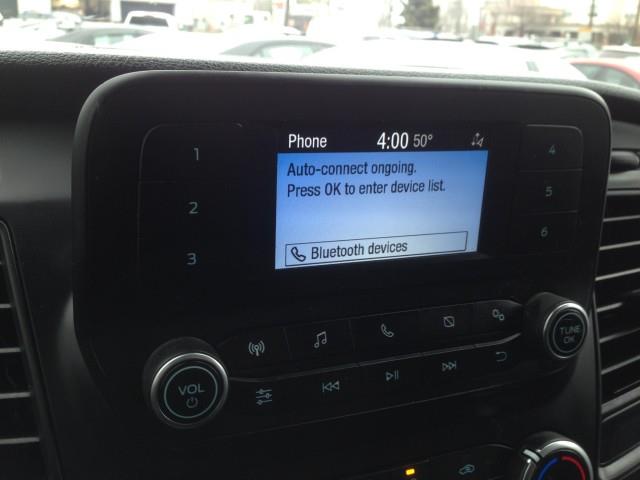 Phone 4:00 50°
Auto-connect ongoing.
Press OK to enter device list.
Bluetooth devices
1
2
3
4
5
6
VOL
TUNE
OK